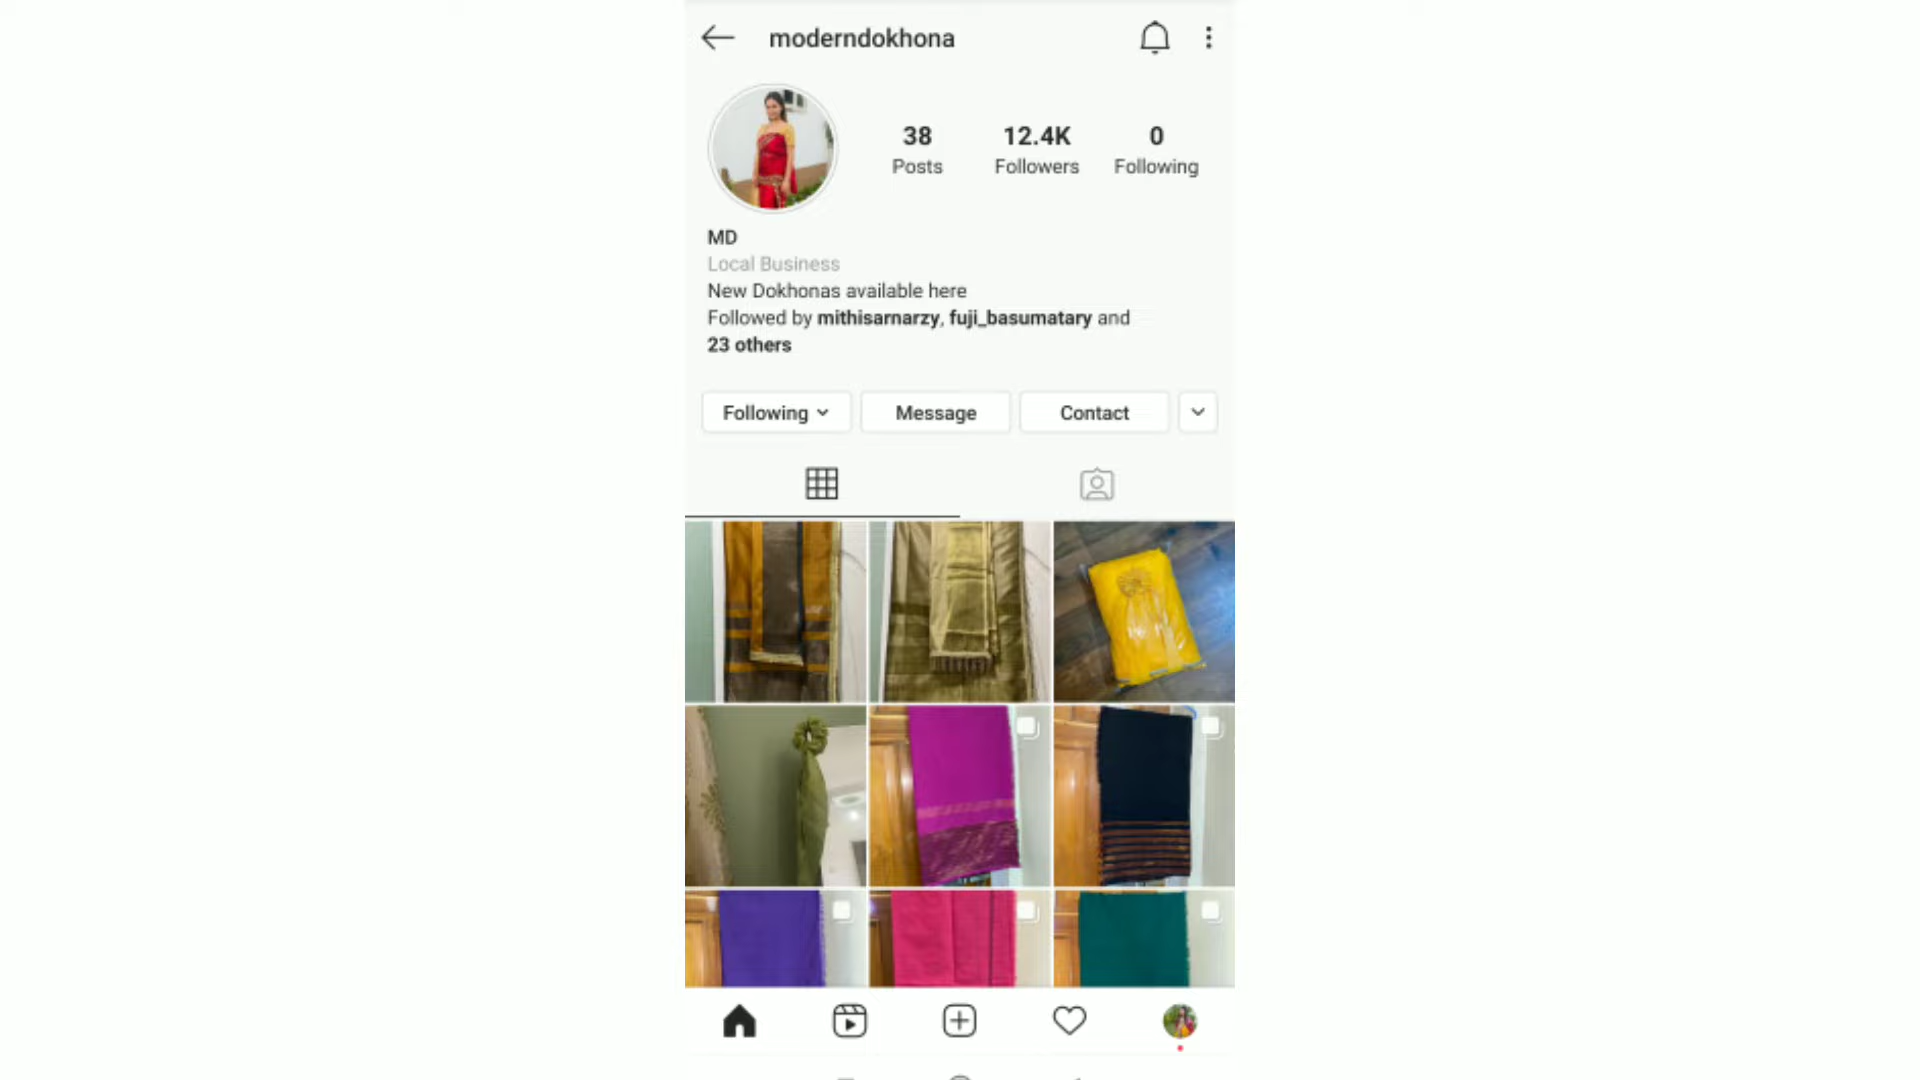 moderndokhona
38 12.4K 0
Posts Followers Following
MD
Local Business
New Dokhonas available here
Followed by mithisarnarzy, fuji_basumatary and
23 others
Following Message Contact